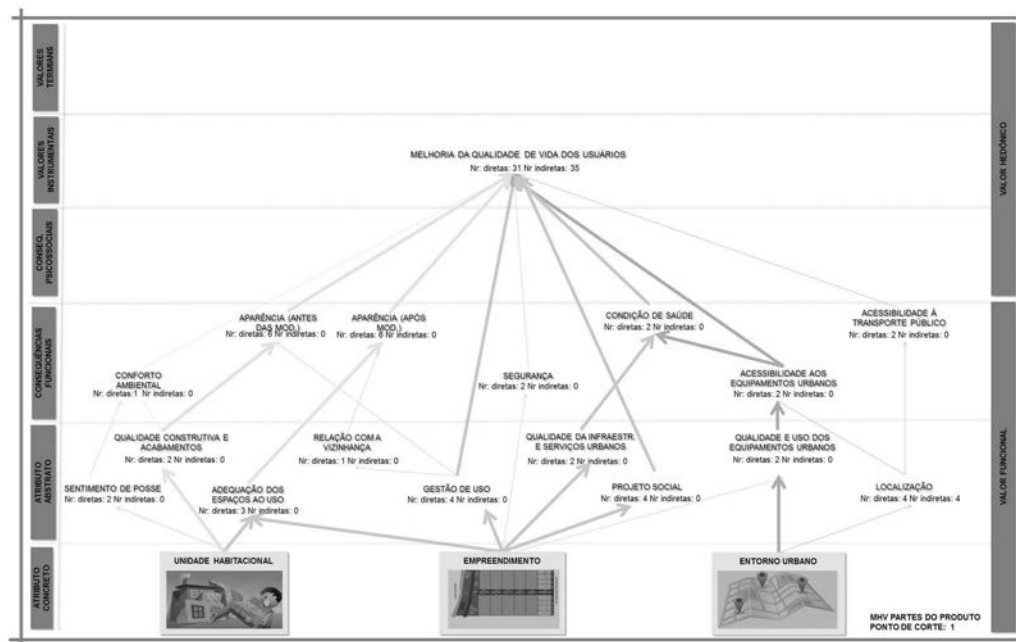 VALORES
TERMIANS
VALORES
INSTRUMENTAIS
CONSEQ.
PSICOSSOCIAIS
CONSEQUÊNCIAS
FUNCIONAIS
ATRIBUTO
ABSTRATO
ATRIBUTO
CONCRETO
VALOR HEDÔNICO
VALOR FUNCIONAL
MELHORIA DA QUALIDADE DE VIDA DOS USUÁRIOS
Nr: diretas: 31 Nr indiretas: 35
APARÊNCIA (ANTES
DAS MOD.)
Nr: diretas: 6 Nr indiretas: 0
APARÊNCIA (APÓS
MOD.)
Nr: diretas: 6 Nr indiretas: 0
CONDIÇÃO DE SAÚDE
Nr: diretas: 2 Nr indiretas: 0
ACESSIBILIDADE À
TRANSPORTE PÚBLICO
Nr: diretas: 2 Nr indiretas: 0
CONFORTO
AMBIENTAL
Nr: diretas:1 Nr indiretas: 0
SEGURANÇA
Nr: diretas: 2 Nr indiretas: 0
ACESSIBILIDADE AOS
EQUIPAMENTOS URBANOS
Nr: diretas: 2 Nr indiretas: 0
QUALIDADE CONSTRUTIVA E
ACABAMENTOS
Nr: diretas: 2 Nr indiretas: 0
RELAÇÃO COM A
VIZINHANÇA
Nr: diretas: 1 Nr indiretas: 0
QUALIDADE DA INFRAESTR.
E SERVIÇOS URBANOS
Nr: diretas: 2 Nr indiretas: 0
QUALIDADE E USO DOS
EQUIPAMENTOS URBANOS
Nr: diretas: 2 Nr indiretas: 0
SENTIMENTO DE POSSE
Nr: diretas: 2 Nr indiretas: 0
ADEQUAÇÃO DOS
ESPAÇOS AO USO
Nr: diretas: 3 Nr indiretas: 0
GESTÃO DE USO
Nr: diretas: 4 Nr indiretas: 0
PROJETO SOCIAL
Nr: diretas: 4 Nr indiretas: 0
LOCALIZAÇÃO
Nr: diretas: 4 Nr indiretas: 4
UNIDADE HABITACIONAL
EMPREENDIMENTO
ENTORNO URBANO
MHV PARTES DO PRODUTO
PONTO DE CORTE: 1